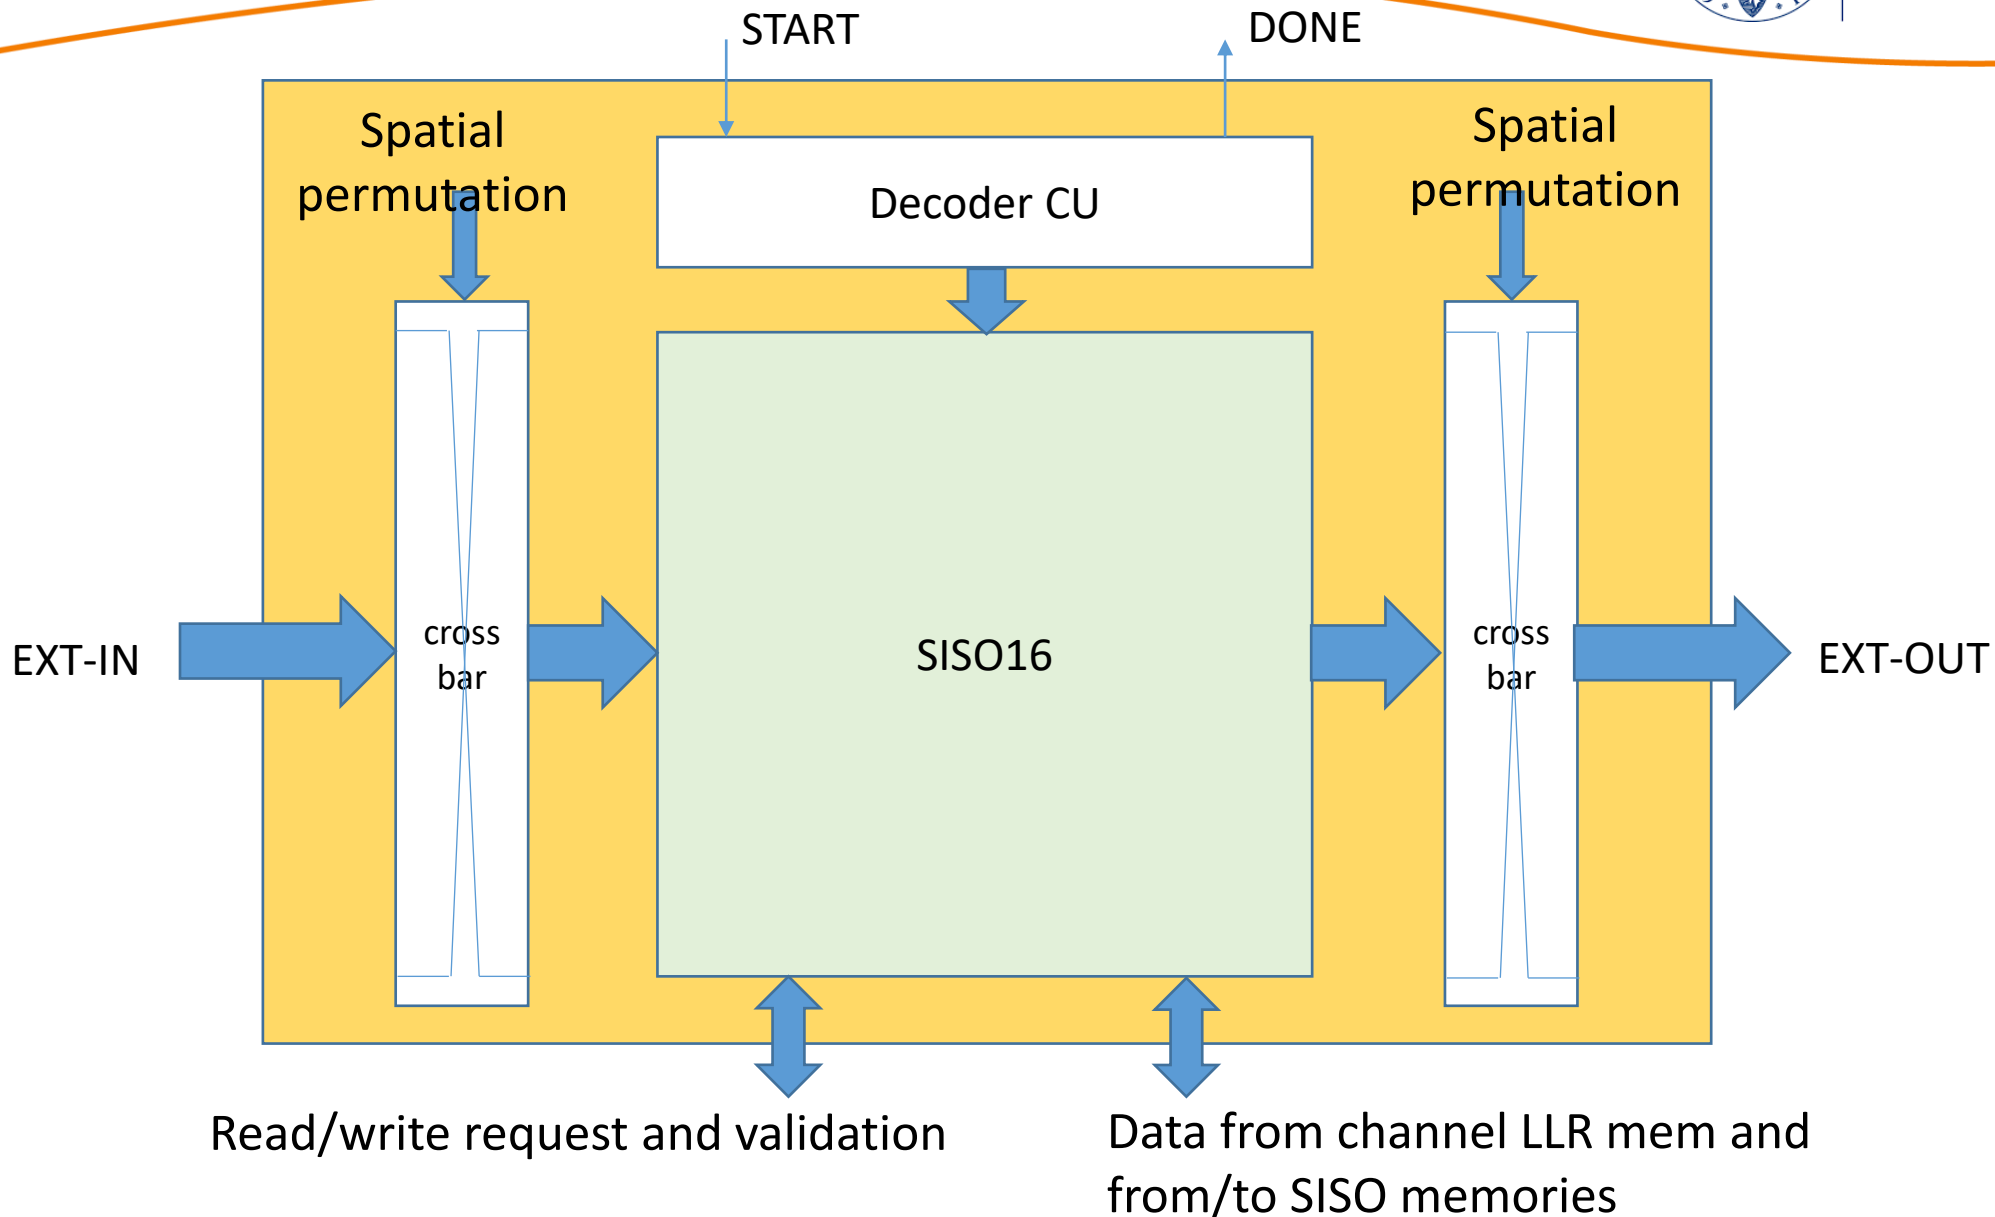 START
DONE
Spatial
permutation
Spatial
permutation
Decoder CU
cross
bar
cross
bar
SISO16
EXT-IN
EXT-OUT
Read/write request and validation
Data from channel LLR mem and
from/to SISO memories